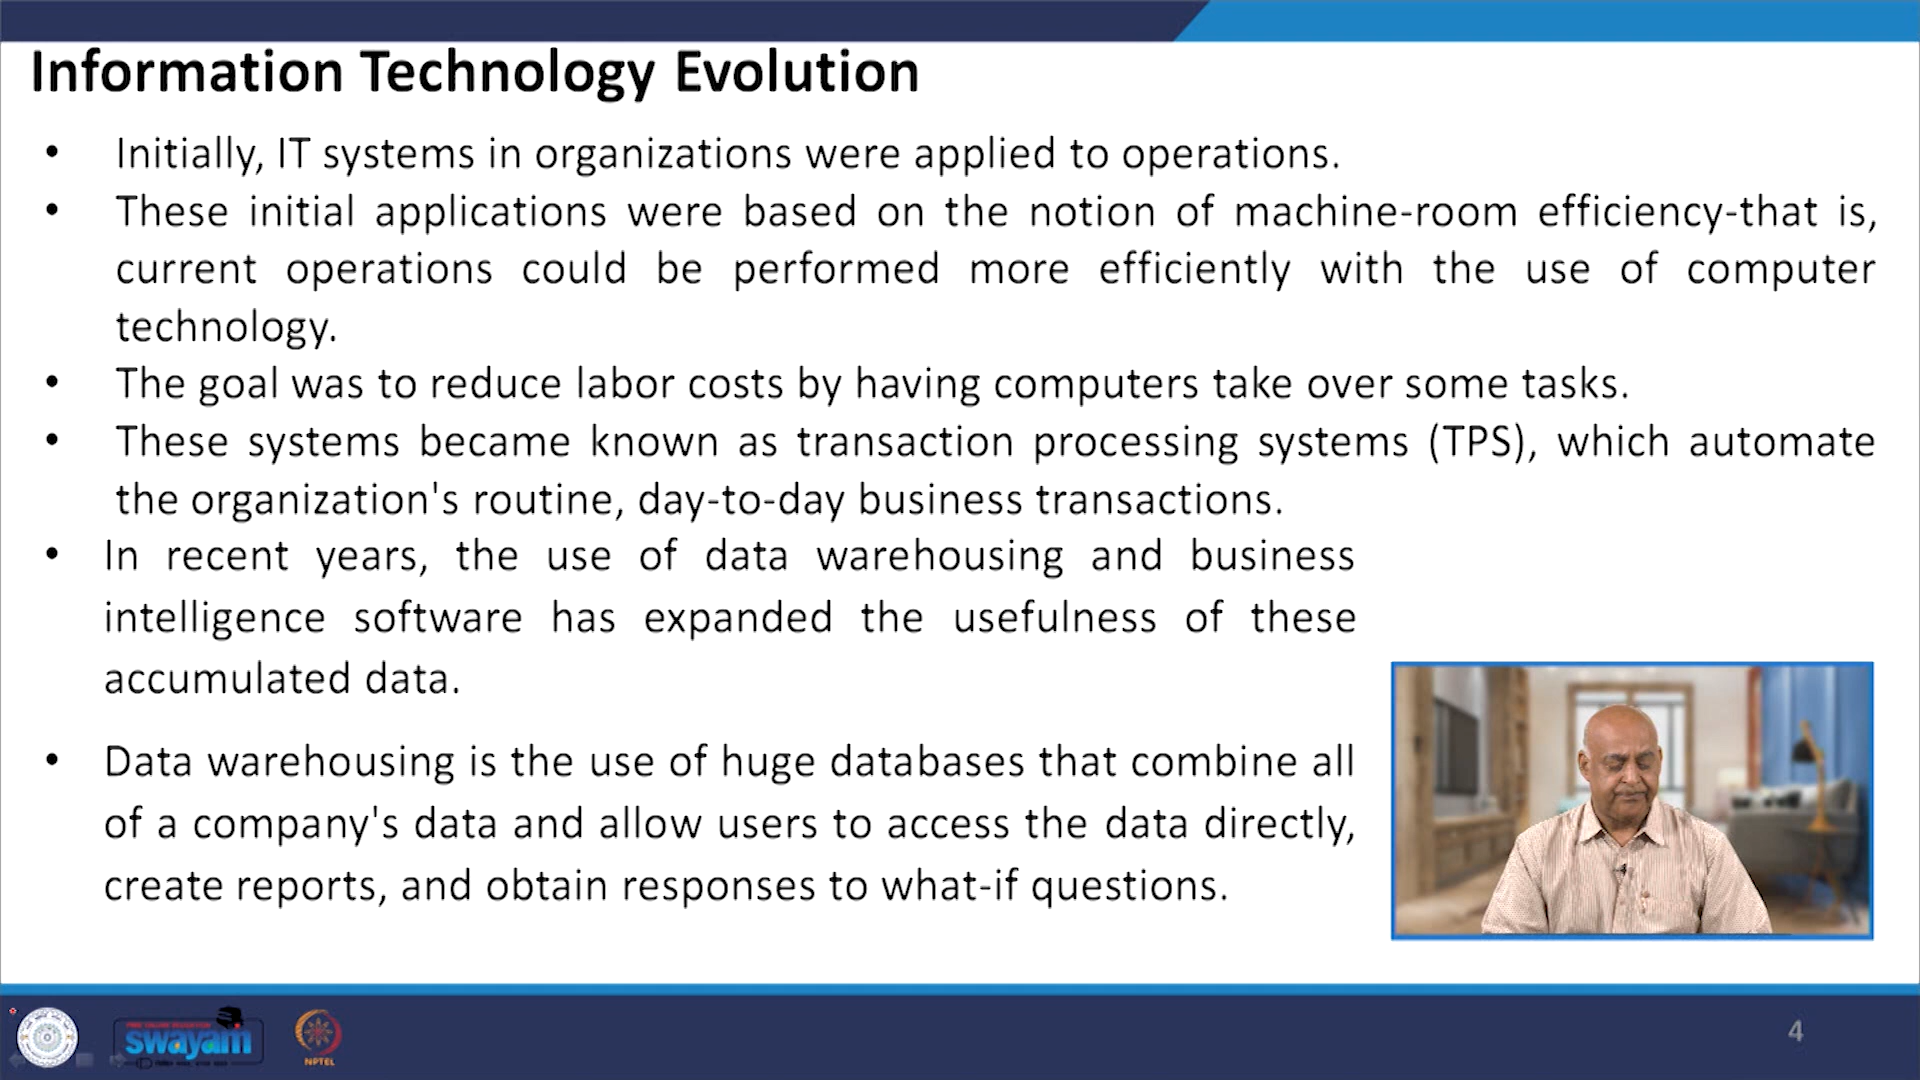 Information Technology Evolution
• Initially, IT systems in organizations were applied to operations.
• These initial applications were based on the notion of machine-room efficiency-that is,
current operations could be performed more efficiently with the use of computer
technology.
• The goal was to reduce labor costs by having computers take over some tasks.
• These systems became known as transaction processing systems (TPS), which automate
the organization's routine, day-to-day business transactions.
• In recent years, the use of data warehousing and business
intelligence software has expanded the usefulness of these
accumulated data.
• Data warehousing is the use of huge databases that combine all
of a company's data and allow users to access the data directly,
create reports, and obtain responses to what-if questions.
swayam
NPTEL
4